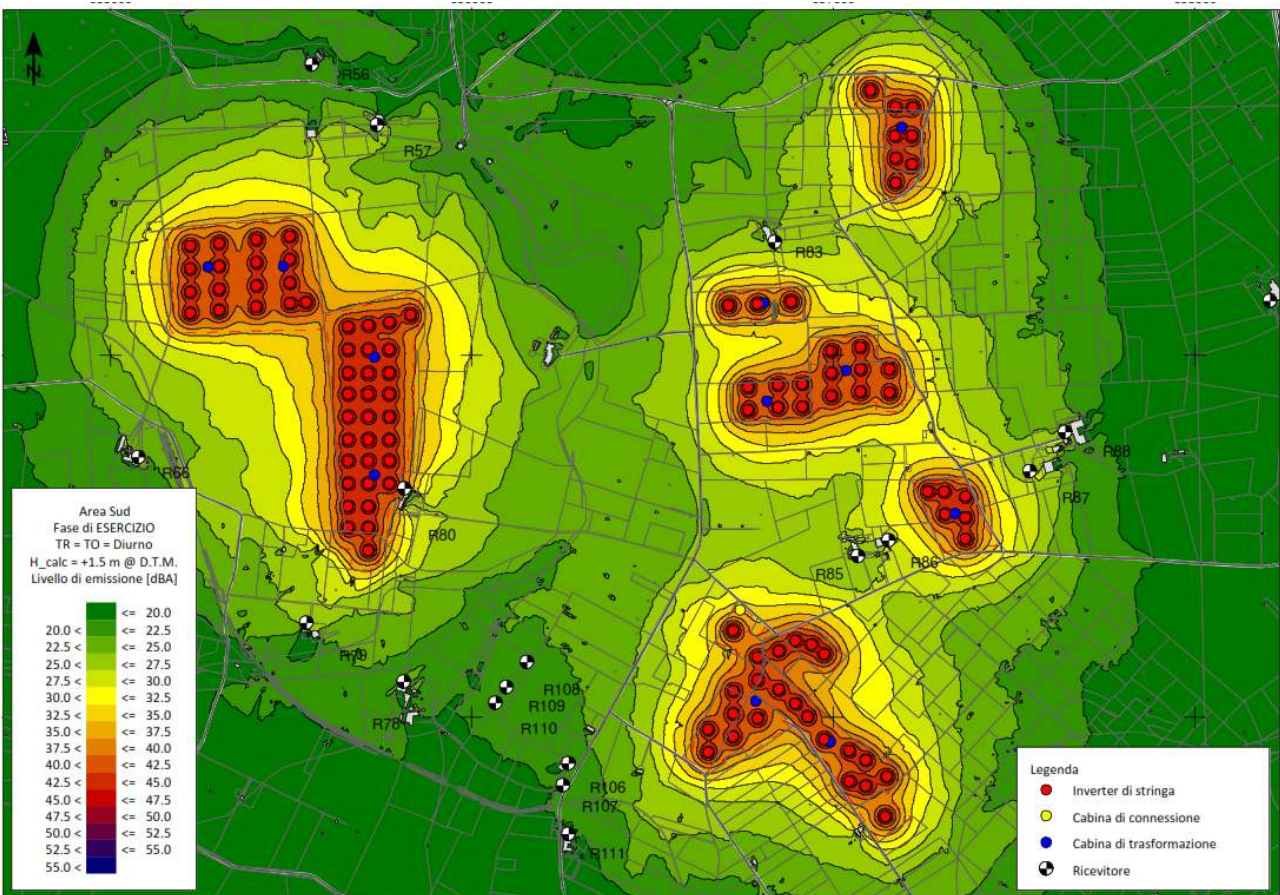 N
R56
R57
R83
R66
R88
R87
R80
R86
R85
R79
R108
R109
R78
R110
R106
R107
R111
Area Sud
Fase di ESERCIZIO
TR = TO = Diurno
H_calc = +1.5 m @ D.T.M.
Livello di emissione [dBA]
<= 20.0
20.0 < <= 22.5
22.5 < <= 25.0
25.0 < <= 27.5
27.5 < <= 30.0
30.0 < <= 32.5
32.5 < <= 35.0
35.0 < <= 37.5
37.5 < <= 40.0
40.0 < <= 42.5
42.5 < <= 45.0
45.0 < <= 47.5
47.5 < <= 50.0
50.0 < <= 52.5
52.5 < <= 55.0
55.0 <
Legenda
Inverter di stringa
Cabina di connessione
Cabina di trasformazione
Ricevitore